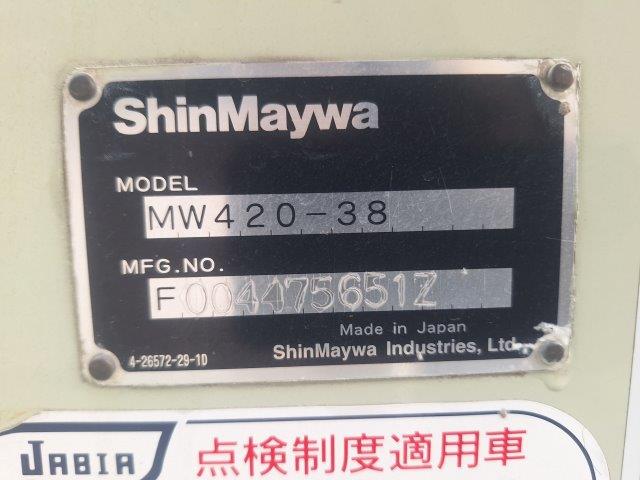 ShinMaywa
MODEL
MW420-38
MFG.NO.
F004475651Z
Made in Japan
4-26572-29-1D ShinMaywa Industries, Ltd.
JABIA 点検制度適用車